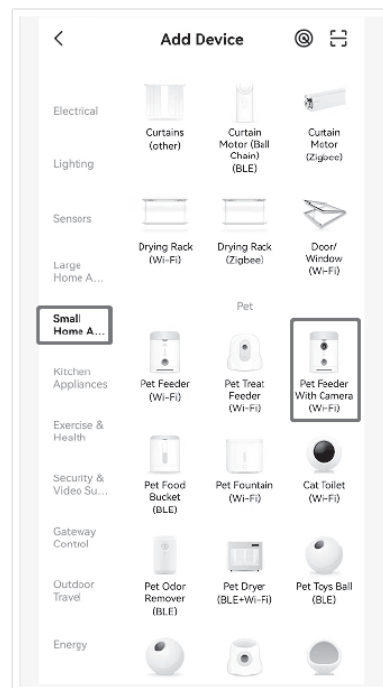 Add Device
Electrical
Lighting
Sensors
Large
Home A...
Small
Home A...
Kitchen
Appliances
Exercise &
Health
Security &
Video Su...
Gateway
Control
Outdoor
Travel
Energy
Curtains
(other)
Curtain
Motor (Ball
Chain)
(BLE)
Curtain
Motor
(Zigbee)
Drying Rack
(Wi-Fi)
Drying Rack
(Zigbee)
Door/
Window
(Wi-Fi)
Pet
Pet Feeder
(Wi-Fi)
Pet Treat
Feeder
(Wi-Fi)
Pet Feeder
With Camera
(Wi-Fi)
Pet Food
Bucket
(BLE)
Pet Fountain
(Wi-Fi)
Cat Toilet
(Wi-Fi)
Pet Odor
Remover
(BLE)
Pet Dryer
(BLE+Wi-Fi)
Pet Toys Ball
(BLE)